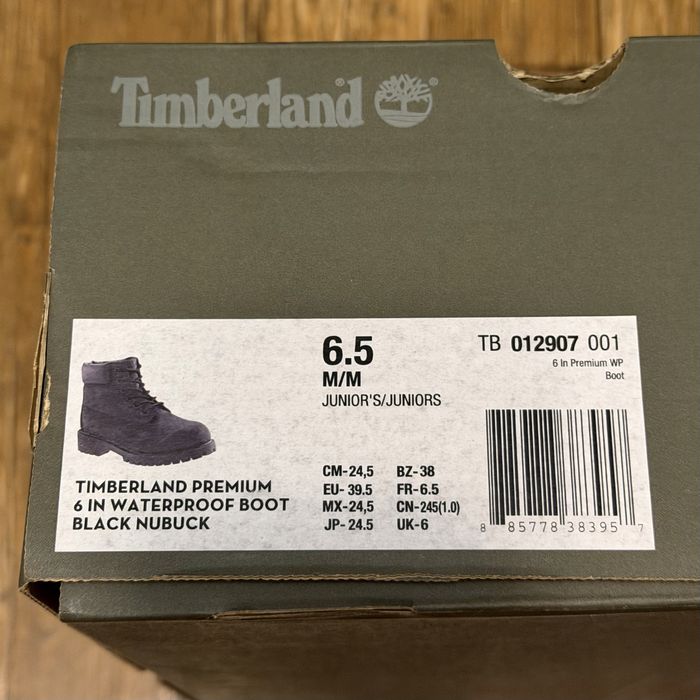 Timberland®
®
6.5
M/M
JUNIOR'S/JUNIORS
TB 012907 001
6 In Premium WP
Boot
TIMBERLAND PREMIUM
6 IN WATERPROOF BOOT
BLACK NUBUCK
CM-24,5 BZ-38
EU- 39.5 FR-6.5
MX-24,5 CN-245(1.0)
JP- 24.5 UK-6
8 85778 38395 7